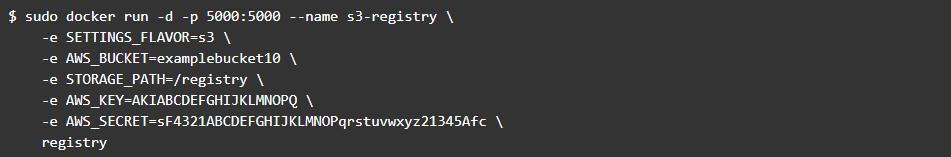 $ sudo docker run -d -p 5000:5000 --name s3-registry \
-e SETTINGS_FLAVOR=s3 \
-e AWS_BUCKET=examplebucket10 \
-e STORAGE_PATH=/registry \
-e AWS_KEY=AKIABCDEFGHIJKLMNOPQ \
-e AWS_SECRET=sF4321ABCDEFGHIJKLMNOPqrstuvwxyz21345Afc \
registry